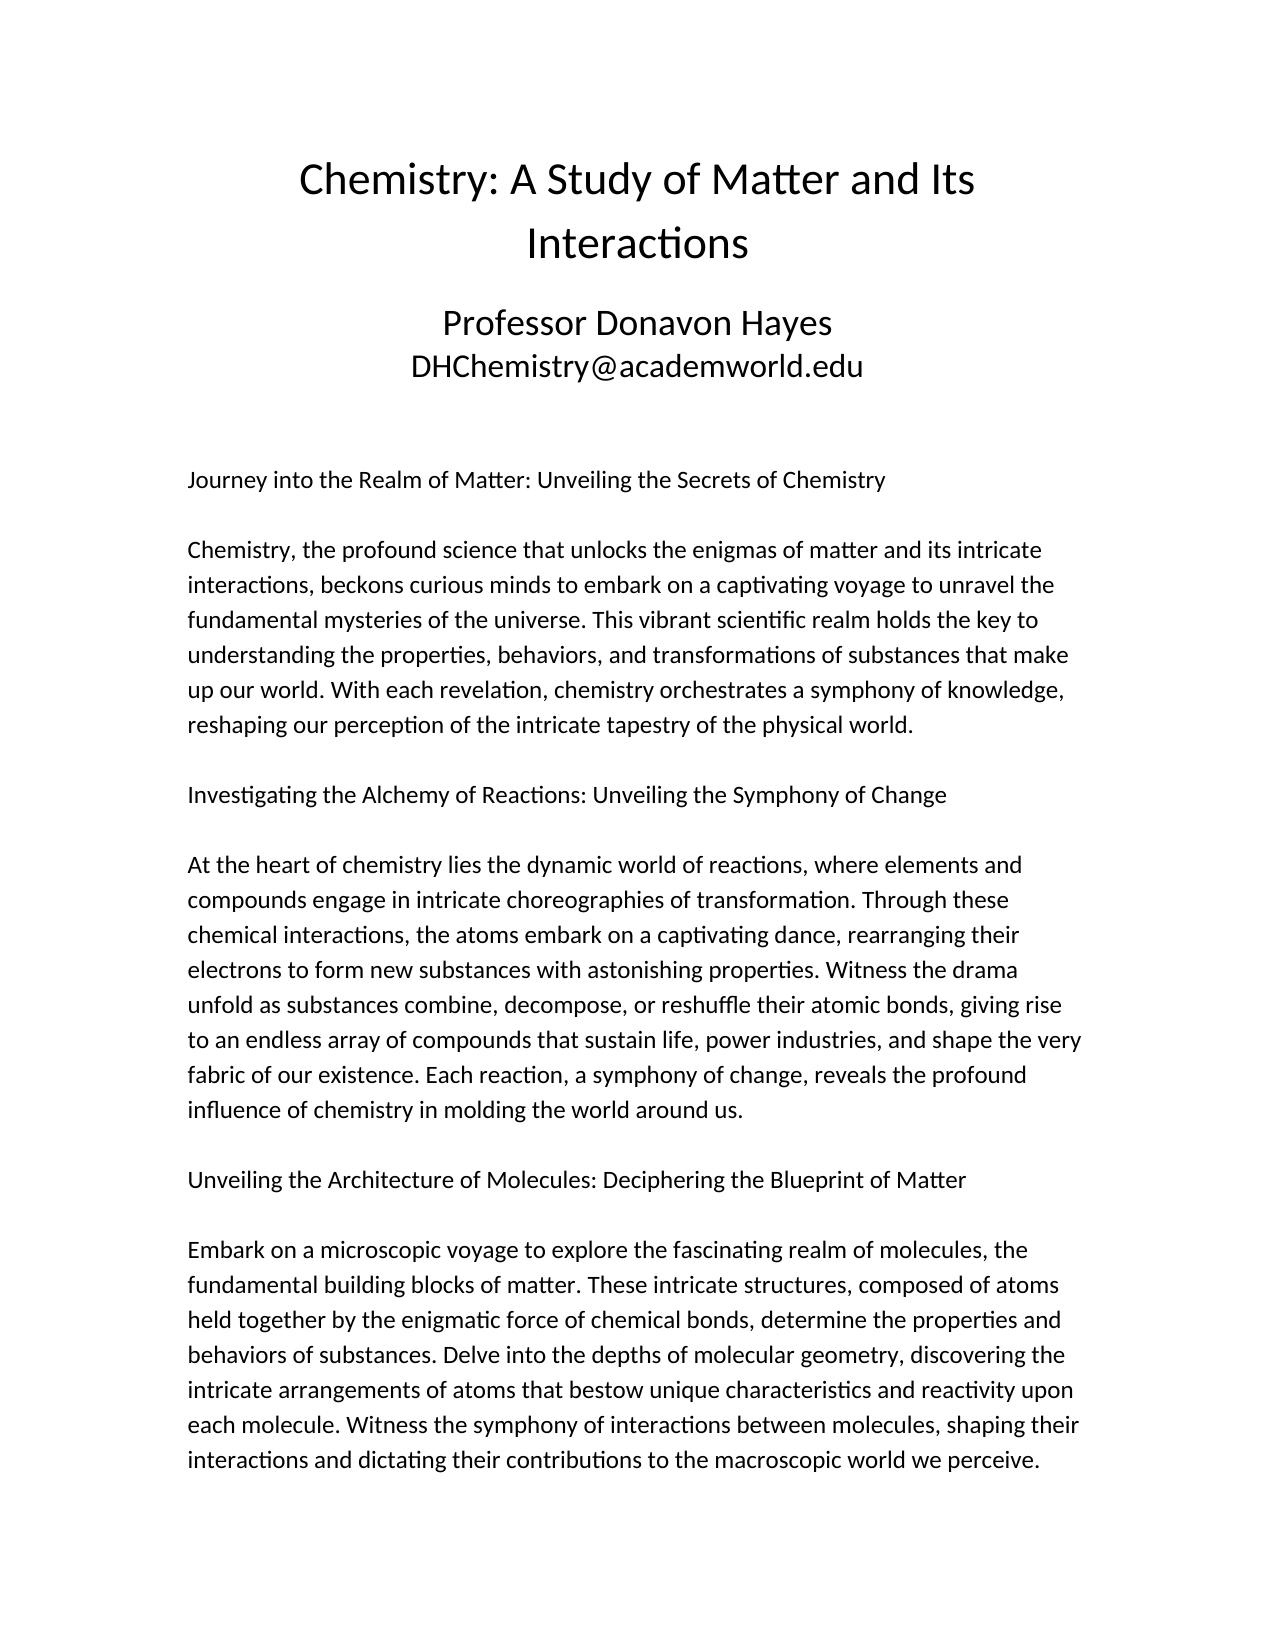 Chemistry: A Study of Matter and Its
Interactions
Professor Donavon Hayes
DHChemistry@academworld.edu
Journey into the Realm of Matter: Unveiling the Secrets of Chemistry
Chemistry, the profound science that unlocks the enigmas of matter and its intricate
interactions, beckons curious minds to embark on a captivating voyage to unravel the
fundamental mysteries of the universe. This vibrant scientific realm holds the key to
understanding the properties, behaviors, and transformations of substances that make
up our world. With each revelation, chemistry orchestrates a symphony of knowledge,
reshaping our perception of the intricate tapestry of the physical world.
Investigating the Alchemy of Reactions: Unveiling the Symphony of Change
At the heart of chemistry lies the dynamic world of reactions, where elements and
compounds engage in intricate choreographies of transformation. Through these
chemical interactions, the atoms embark on a captivating dance, rearranging their
electrons to form new substances with astonishing properties. Witness the drama
unfold as substances combine, decompose, or reshuffle their atomic bonds, giving rise
to an endless array of compounds that sustain life, power industries, and shape the very
fabric of our existence. Each reaction, a symphony of change, reveals the profound
influence of chemistry in molding the world around us.
Unveiling the Architecture of Molecules: Deciphering the Blueprint of Matter
Embark on a microscopic voyage to explore the fascinating realm of molecules, the
fundamental building blocks of matter. These intricate structures, composed of atoms
held together by the enigmatic force of chemical bonds, determine the properties and
behaviors of substances. Delve into the depths of molecular geometry, discovering the
intricate arrangements of atoms that bestow unique characteristics and reactivity upon
each molecule. Witness the symphony of interactions between molecules, shaping their
interactions and dictating their contributions to the macroscopic world we perceive.